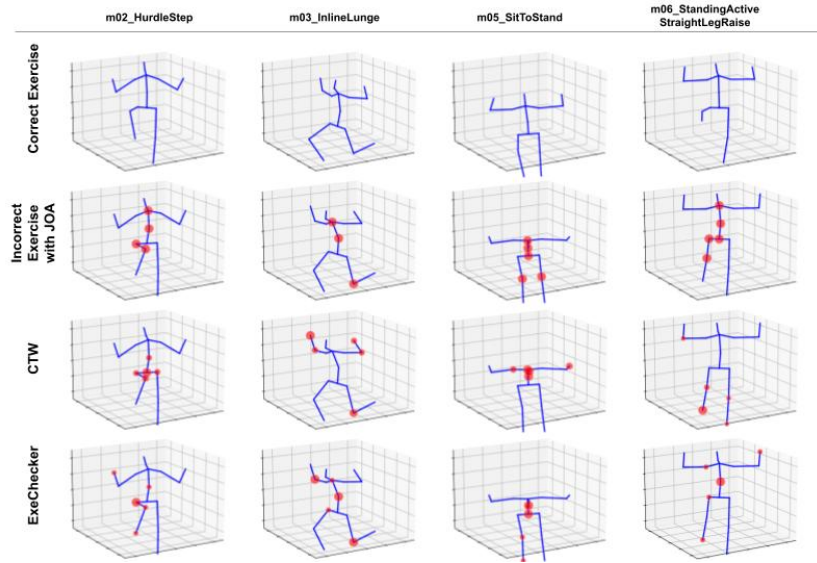 m02_HurdleStep
m03_InlineLunge
m05_SitToStand
m06_StandingActive
StraightLegRaise
Correct Exercise
Incorrect
Exercise
with JOA
CTW
ExeChecker